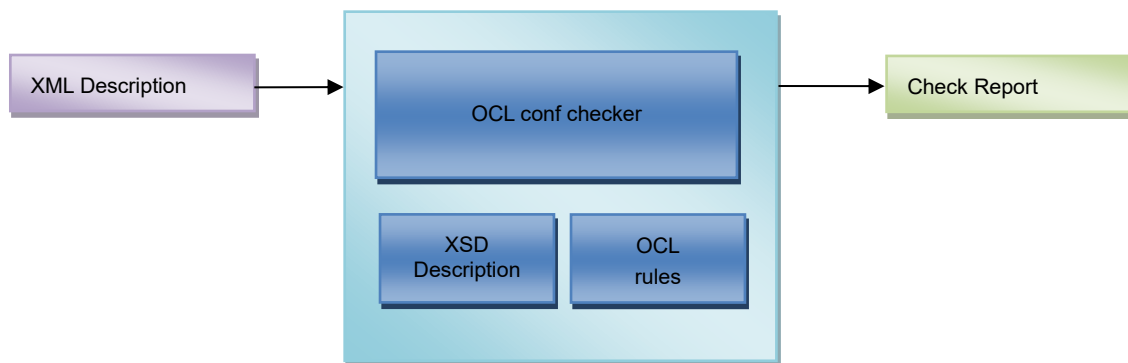 XML Description
OCL conf checker
Check Report
XSD
Description
OCL
rules